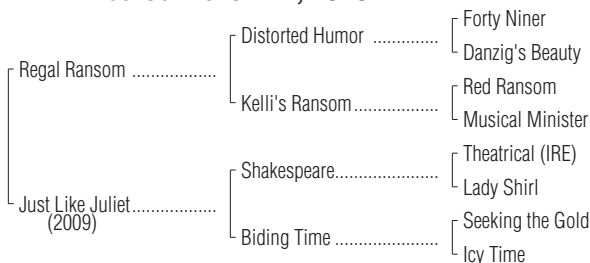 Forty Niner
Distorted Humor ..............
Danzig's Beauty
Regal Ransom ..................
Red Ransom
Kelli's Ransom..................
Musical Minister
Theatrical (IRE)
Shakespeare......................
Lady Shirl
Just Like Juliet..................
(2009)
Seeking the Gold
Biding Time ......................
Icy Time